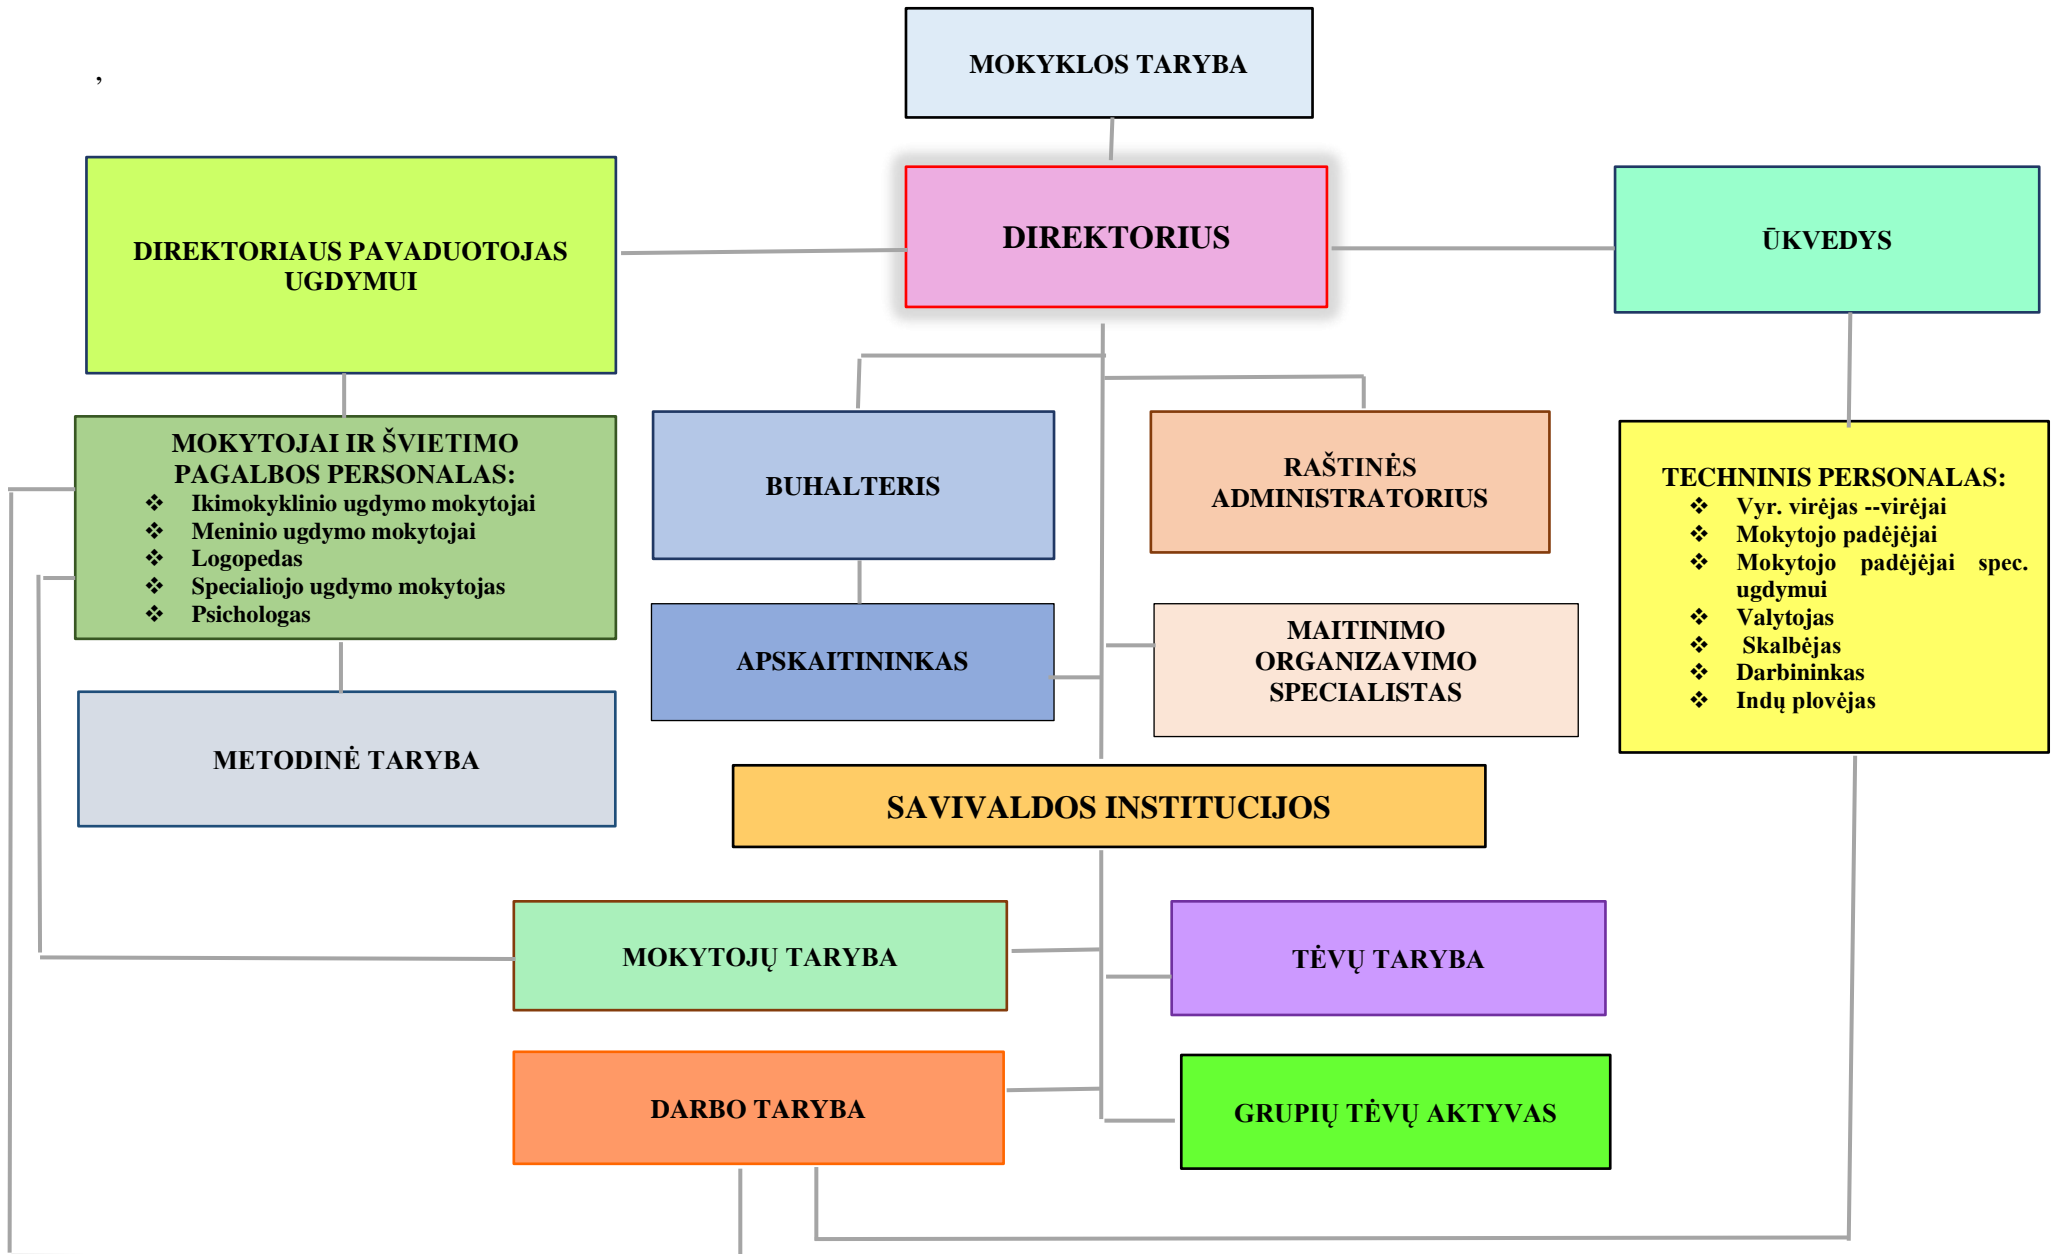 MOKYKLOS TARYBA
,
DIREKTORIAUS PAVADUOTOJAS
UGDYMUI
DIREKTORIUS
ŪKVEDYS
MOKYTOJAI IR ŠVIETIMO
PAGALBOS PERSONALAS:
❖ Ikimokyklinio ugdymo mokytojai
❖ Meninio ugdymo mokytojai
❖ Logopedas
❖ Specialiojo ugdymo mokytojas
❖ Psichologas
BUHALTERIS
RAŠTINĖS
ADMINISTRATORIUS
TECHNINIS PERSONALAS:
❖ Vyr. virėjas --virėjai
❖ Mokytojo padėjėjai
❖ Mokytojo padėjėjai spec.
ugdymui
❖ Valytojas
❖ Skalbėjas
❖ Darbininkas
❖ Indų plovėjas
APSKAITININKAS
MAITINIMO
ORGANIZAVIMO
SPECIALISTAS
METODINĖ TARYBA
SAVIVALDOS INSTITUCIJOS
MOKYTOJŲ TARYBA
TĖVŲ TARYBA
DARBO TARYBA
GRUPIŲ TĖVŲ AKTYVAS